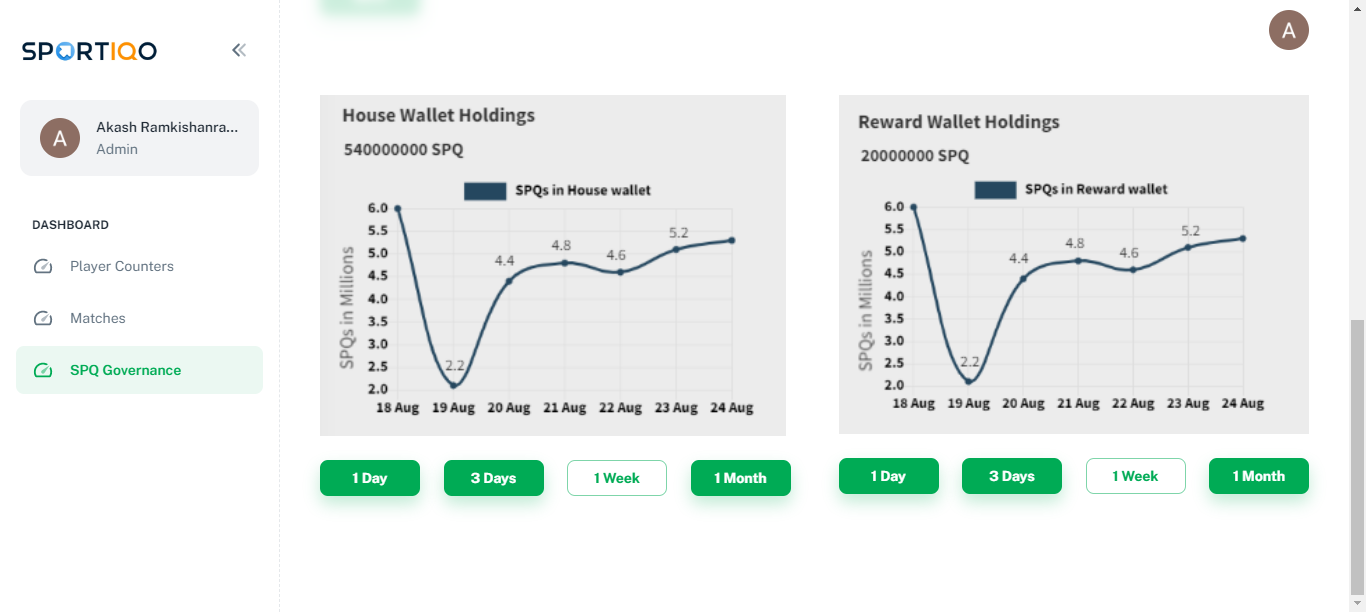 SPORTIQO
A
A
Akash Ramkishanra...
Admin
DASHBOARD
Player Counters
Matches
SPQ Governance
House Wallet Holdings
540000000 SPQ
SPQs in House wallet
SPQs in Millions
6.0
5.5
5.0
4.5
4.0
3.5
3.0
2.5
2.0
2.2
4.4
4.8
4.6
5.2
18 Aug 19 Aug 20 Aug 21 Aug 22 Aug 23 Aug 24 Aug
1 Day 3 Days 1 Week 1 Month
Reward Wallet Holdings
20000000 SPQ
SPQs in Reward wallet
SPQs in Millions
6.0
5.5
5.0
4.5
4.0
3.5
3.0
2.5
2.0
2.2
4.4
4.8
4.6
5.2
18 Aug 19 Aug 20 Aug 21 Aug 22 Aug 23 Aug 24 Aug
1 Day 3 Days 1 Week 1 Month